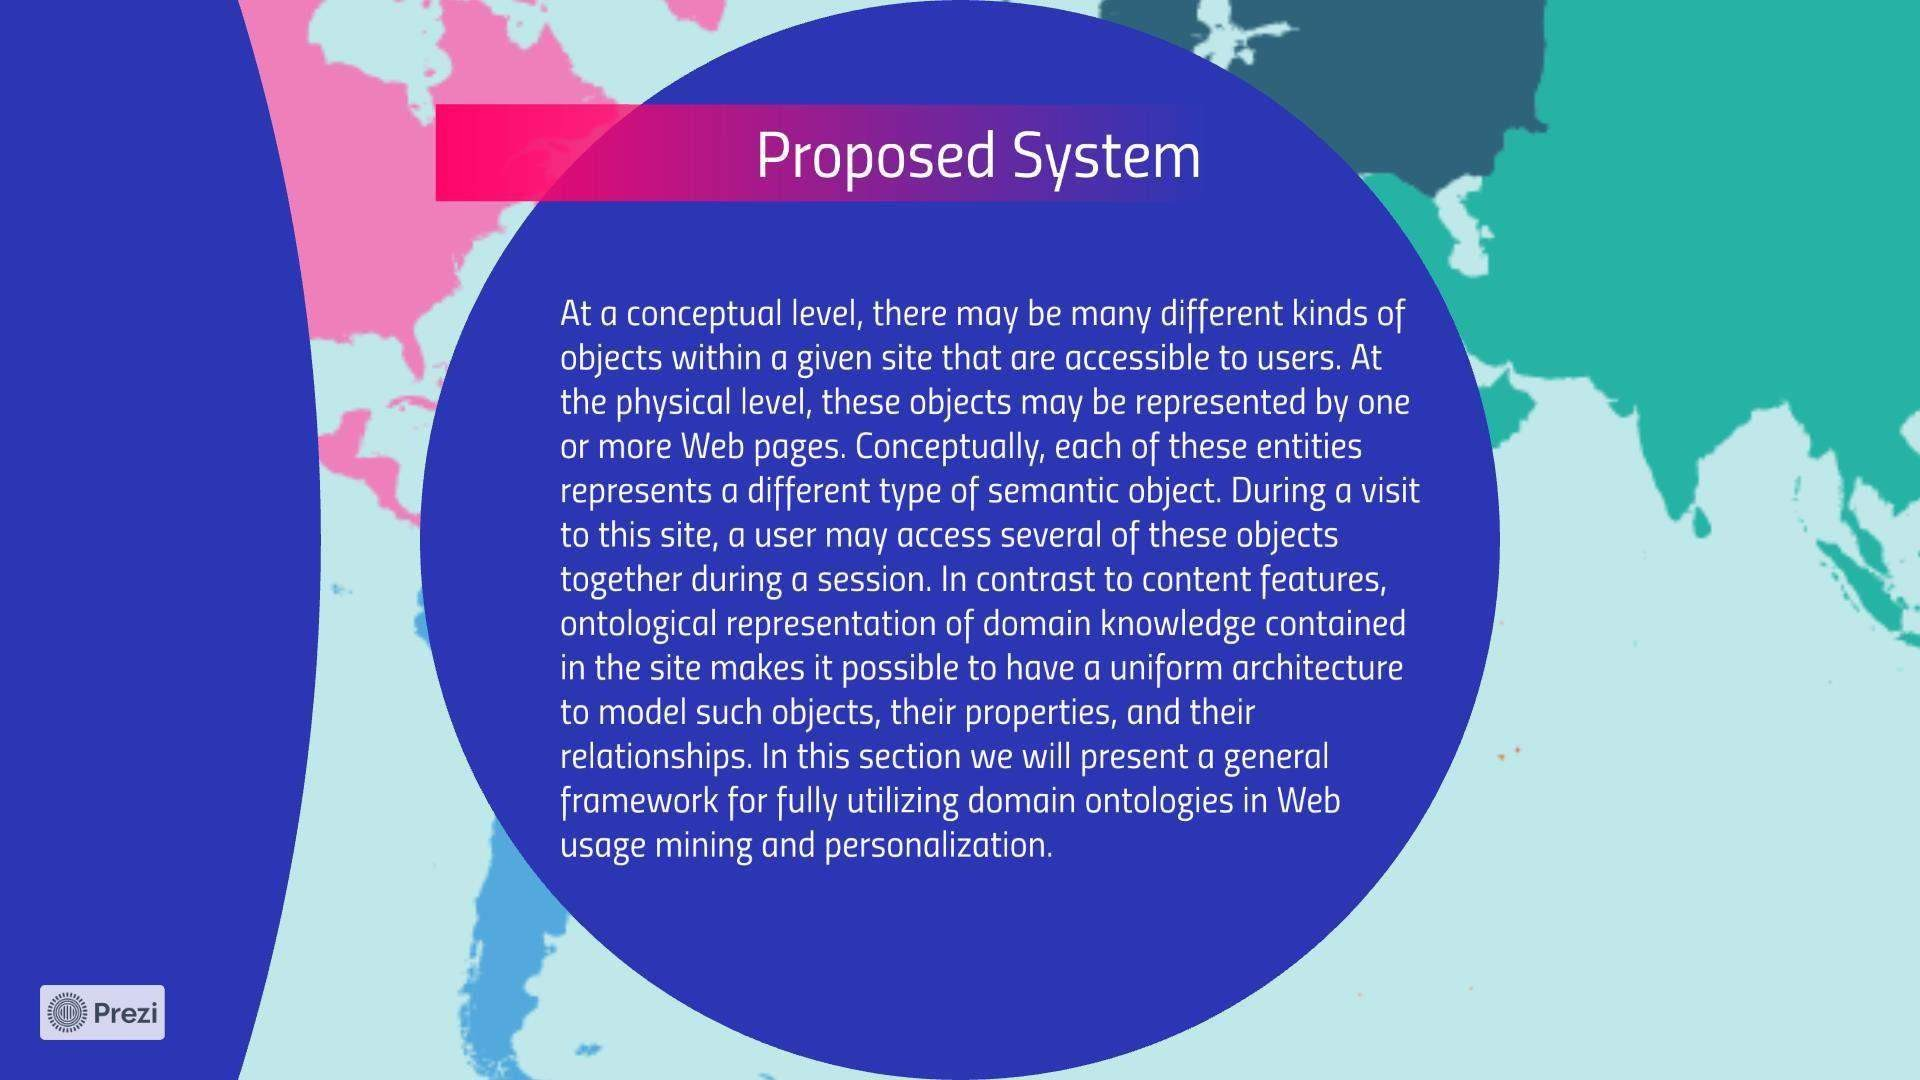 Proposed System
At a conceptual level, there may be many different kinds of
objects within a given site that are accessible to users. At
the physical level, these objects may be represented by one
or more Web pages. Conceptually, each of these entities
represents a different type of semantic object. During a visit
to this site, a user may access several of these objects
together during a session. In contrast to content features,
ontological representation of domain knowledge contained
in the site makes it possible to have a uniform architecture
to model such objects, their properties, and their
relationships. In this section we will present a general
framework for fully utilizing domain ontologies in Web
usage mining and personalization.
Prezi